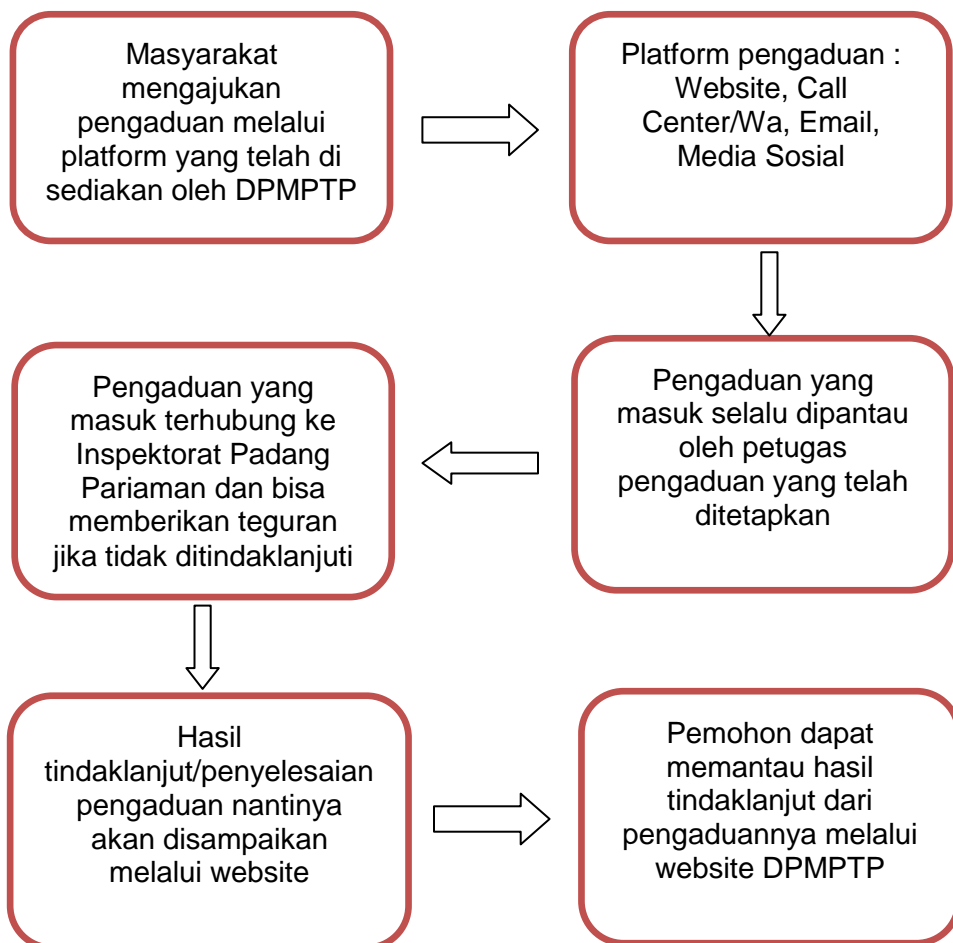 Masyarakat
mengajukan
pengaduan melalui
platform yang telah di
sediakan oleh DPMPTP
Platform pengaduan :
Website, Call
Center/Wa, Email,
Media Sosial
Pengaduan yang
masuk selalu dipantau
oleh petugas
pengaduan yang telah
ditetapkan
Pengaduan yang
masuk terhubung ke
Inspektorat Padang
Pariaman dan bisa
memberikan teguran
jika tidak ditindaklanjuti
Hasil
tindaklanjut/penyelesaian
pengaduan nantinya
akan disampaikan
melalui website
Pemohon dapat
memantau hasil
tindaklanjut dari
pengaduannya melalui
website DPMPTP